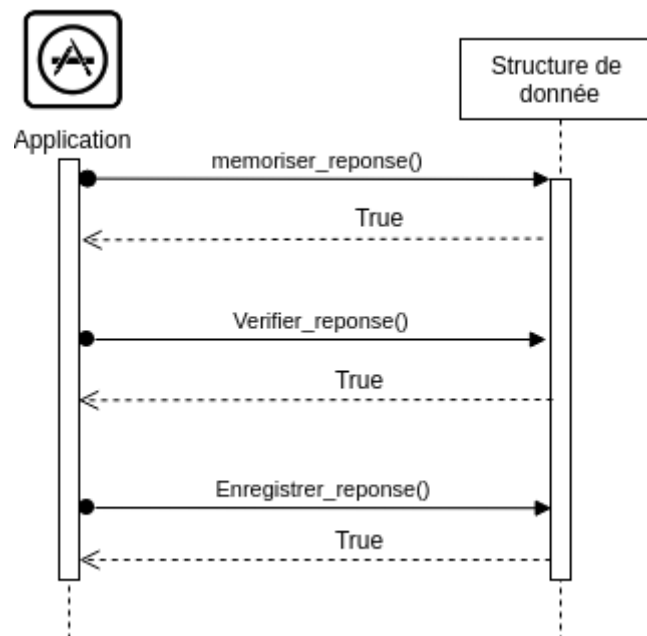 Structure de
donnée
Application
memoriser_reponse()
True
Verifier_reponse()
True
Enregistrer_reponse()
True